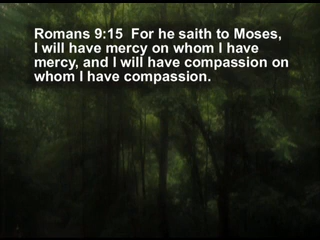 Romans 9:15  For he saith to Moses,
I will have mercy on whom I have
mercy, and I will have compassion on
whom I have compassion.